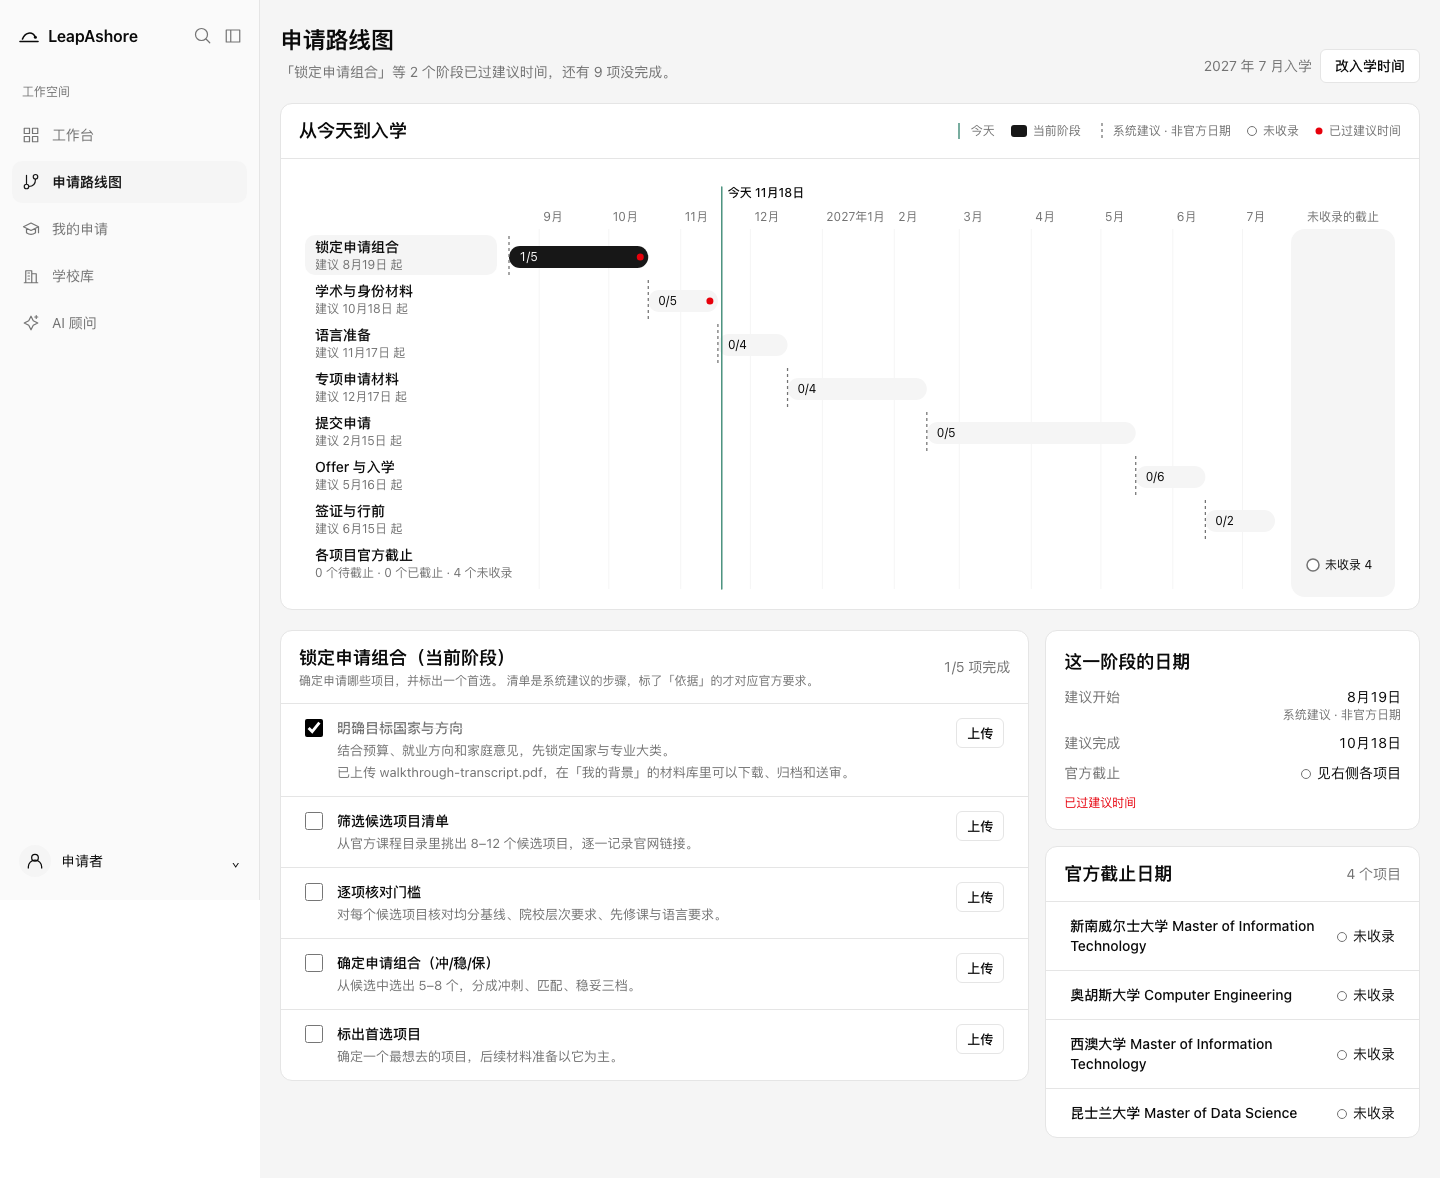 LeapAshore
工作空间
工作台
申请路线图
我的申请
学校库
AI 顾问
申请者
申请路线图
「锁定申请组合」等 2 个阶段已过建议时间，还有 9 项没完成。
2027 年 7 月入学
改入学时间
从今天到入学
今天
当前阶段
系统建议 · 非官方日期
未收录
已过建议时间
今天 11月18日
9月
10月
11月
12月
2027年1月
2月
3月
4月
5月
6月
7月
未收录的截止
锁定申请组合
建议 8月19日 起
1/5
学术与身份材料
建议 10月18日 起
0/5
语言准备
建议 11月17日 起
0/4
专项申请材料
建议 12月17日 起
0/4
提交申请
建议 2月15日 起
0/5
Offer 与入学
建议 5月16日 起
0/6
签证与行前
建议 6月15日 起
0/2
各项目官方截止
0 个待截止 · 0 个已截止 · 4 个未收录
未收录 4
锁定申请组合（当前阶段）
确定申请哪些项目，并标出一个首选。 清单是系统建议的步骤，标了「依据」的才对应官方要求。
1/5 项完成
明确目标国家与方向
结合预算、就业方向和家庭意见，先锁定国家与专业大类。
已上传 walkthrough-transcript.pdf，在「我的背景」的材料库里可以下载、归档和送审。
上传
筛选候选项目清单
从官方课程目录里挑出 8–12 个候选项目，逐一记录官网链接。
上传
逐项核对门槛
对每个候选项目核对均分基线、院校层次要求、先修课与语言要求。
上传
确定申请组合（冲/稳/保）
从候选中选出 5–8 个，分成冲刺、匹配、稳妥三档。
上传
标出首选项目
确定一个最想去的项目，后续材料准备以它为主。
上传
这一阶段的日期
建议开始
8月19日
系统建议 · 非官方日期
建议完成
10月18日
官方截止
见右侧各项目
已过建议时间
官方截止日期
4 个项目
新南威尔士大学 Master of Information
Technology
未收录
奥胡斯大学 Computer Engineering
未收录
西澳大学 Master of Information
Technology
未收录
昆士兰大学 Master of Data Science
未收录